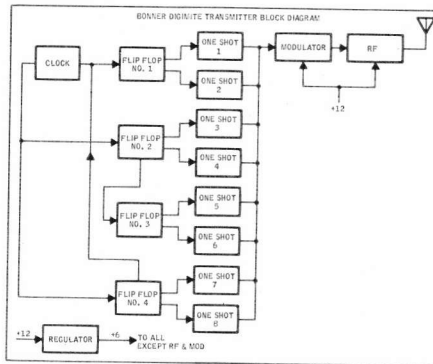 BONNER DIGIMITE TRANSMITTER BLOCK DIAGRAM
CLOCK
FLIP FLOP
NO. 1
ONE SHOT
1
ONE SHOT
2
MODULATOR
RF
+12
FLIP FLOP
NO. 2
ONE SHOT
3
ONE SHOT
4
FLIP FLOP
NO. 3
ONE SHOT
5
ONE SHOT
6
FLIP FLOP
NO. 4
ONE SHOT
7
ONE SHOT
8
+12
REGULATOR
+6
TO ALL
EXCEPT RF & MOD